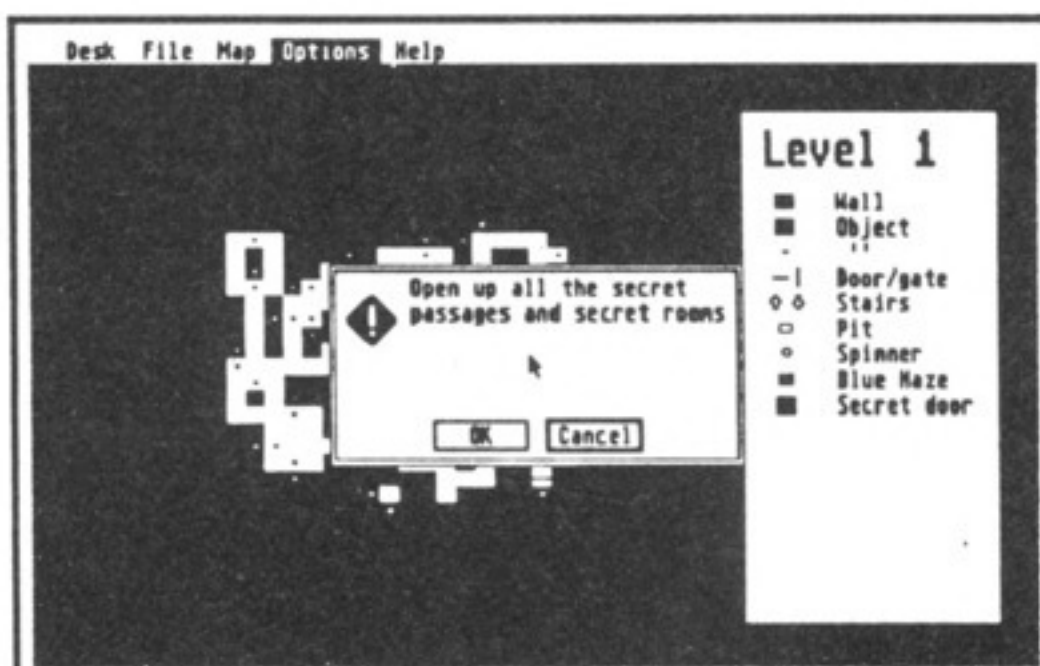 Desk File Map Options Help
Level 1
Wall
Object
"
Door/gate
Stairs
Pit
Spinner
Blue Maze
Secret door
Open up all the secret
passages and secret rooms
OK Cancel